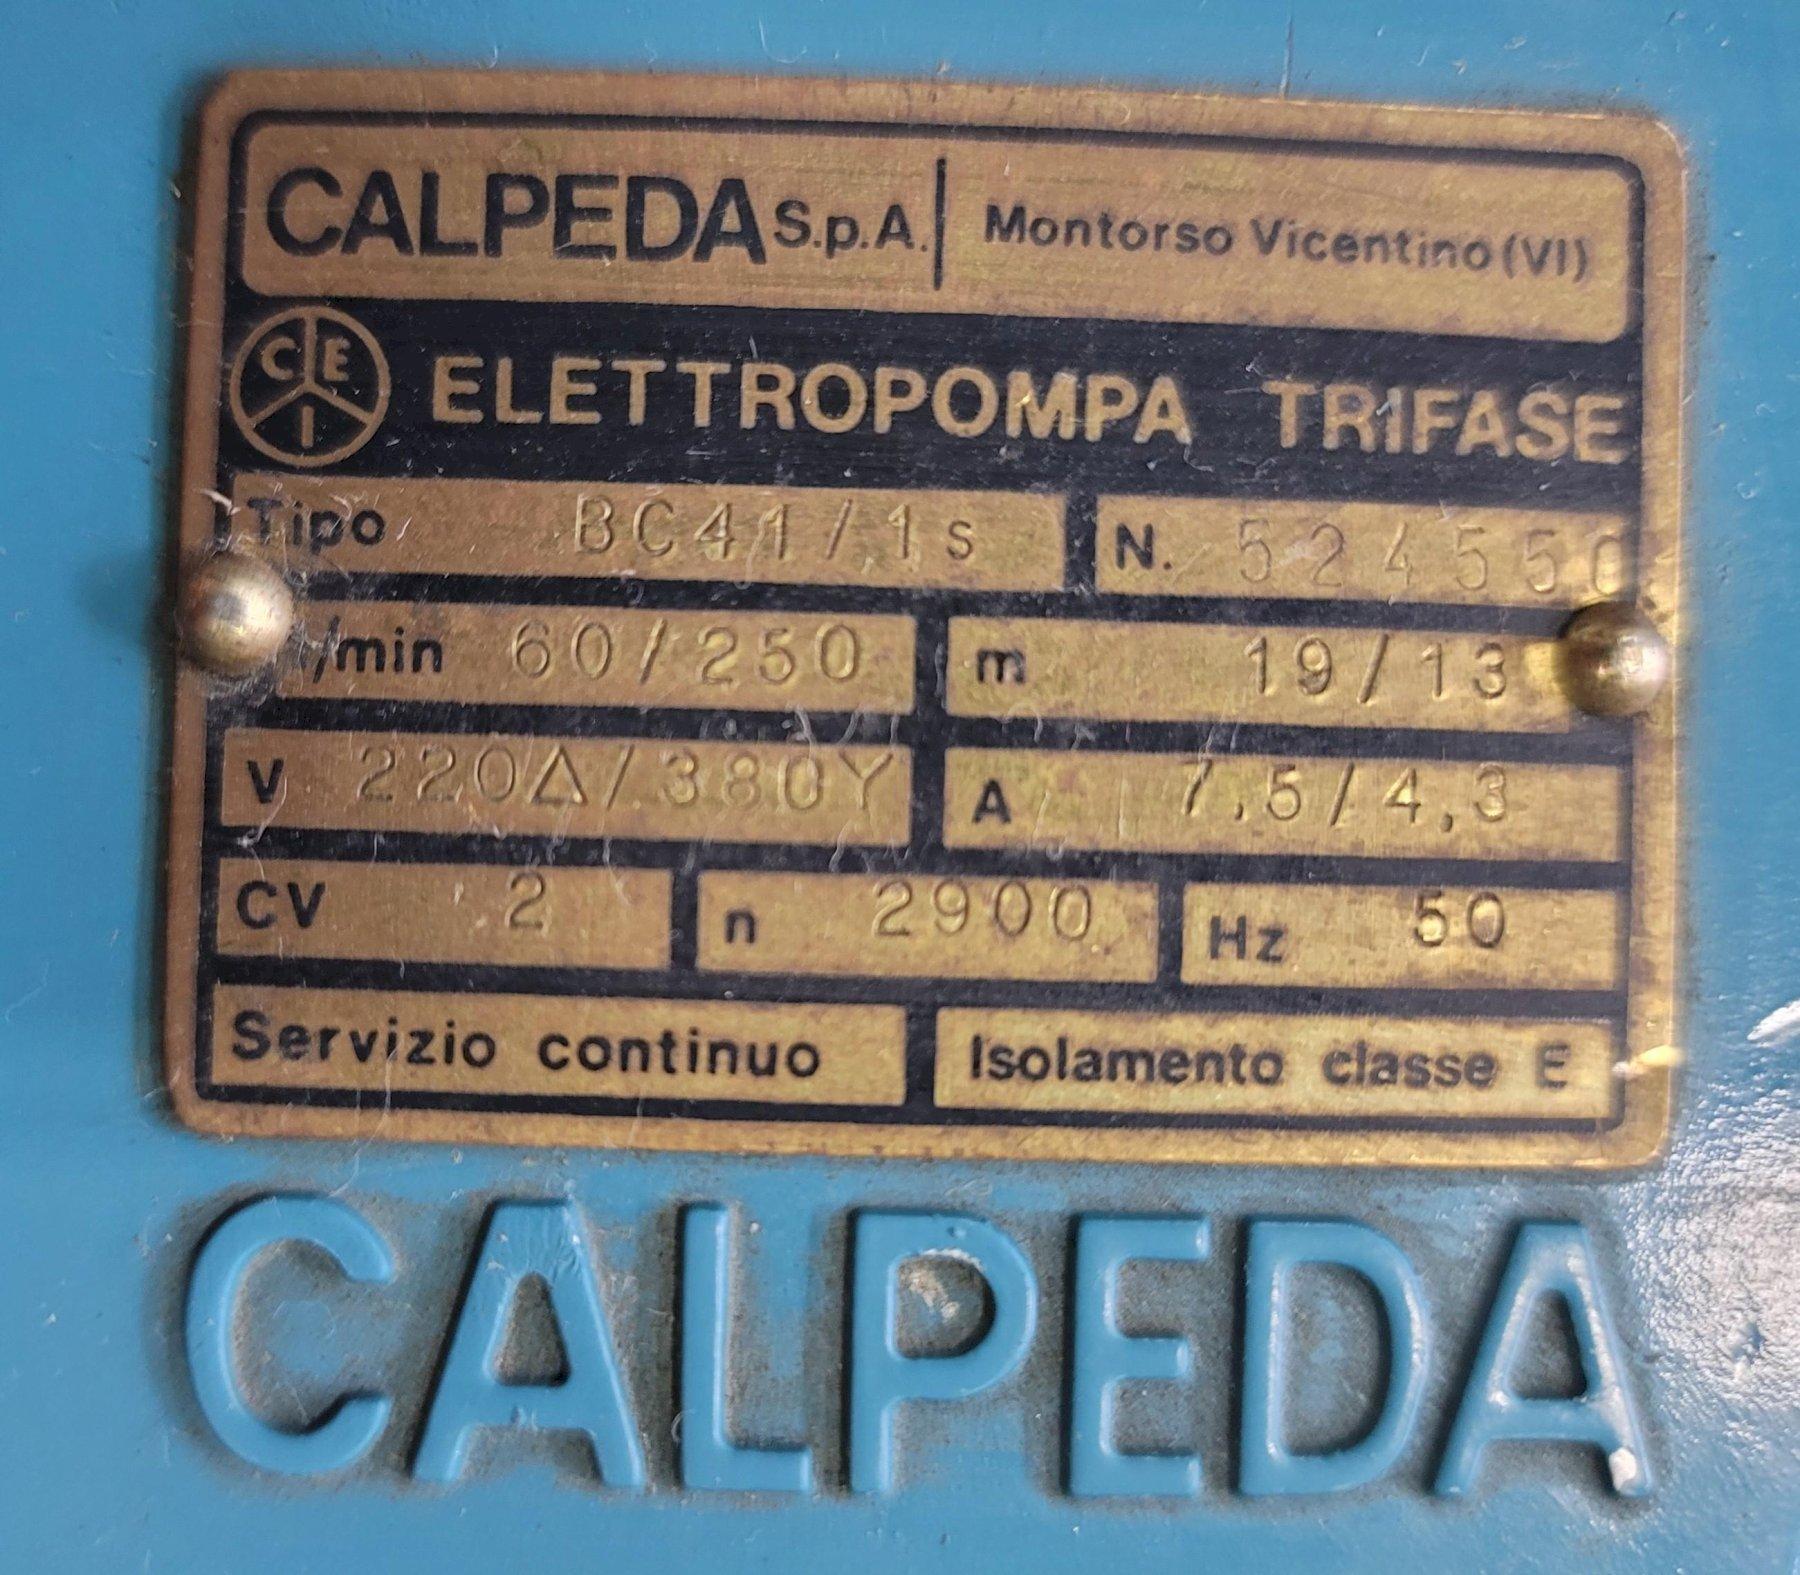 CALPEDA S.p.A. Montorso Vicentino (VI)
CEI ELETTROPOMPA TRIFASE
Tipo BC41/1s N. 524550
/min 60/250 m 19/13
V 220Δ/380Y A 7,5/4,3
CV 2 n 2900 Hz 50
Servizio continuo Isolamento classe E
CALPEDA